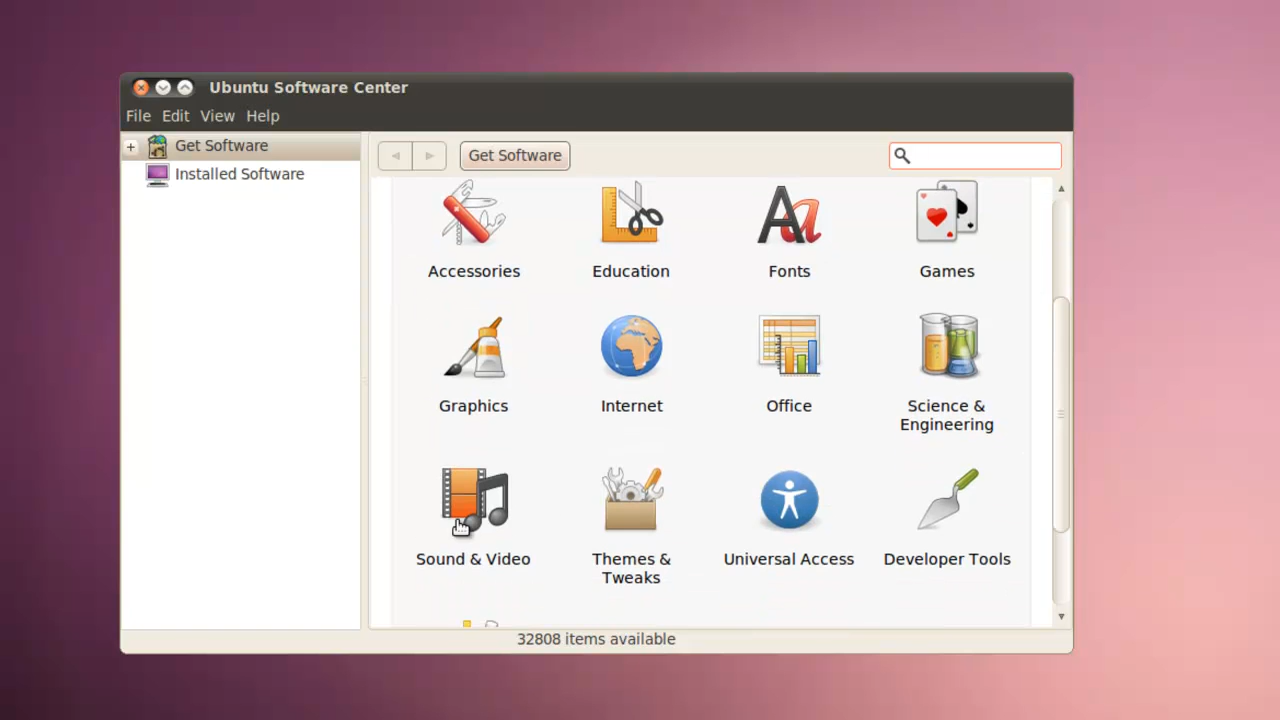 Ubuntu Software Center
File Edit View Help
Get Software
Installed Software
Get Software
Accessories
Education
Fonts
Games
Graphics
Internet
Office
Science &
Engineering
Sound & Video
Themes &
Tweaks
Universal Access
Developer Tools
32808 items available